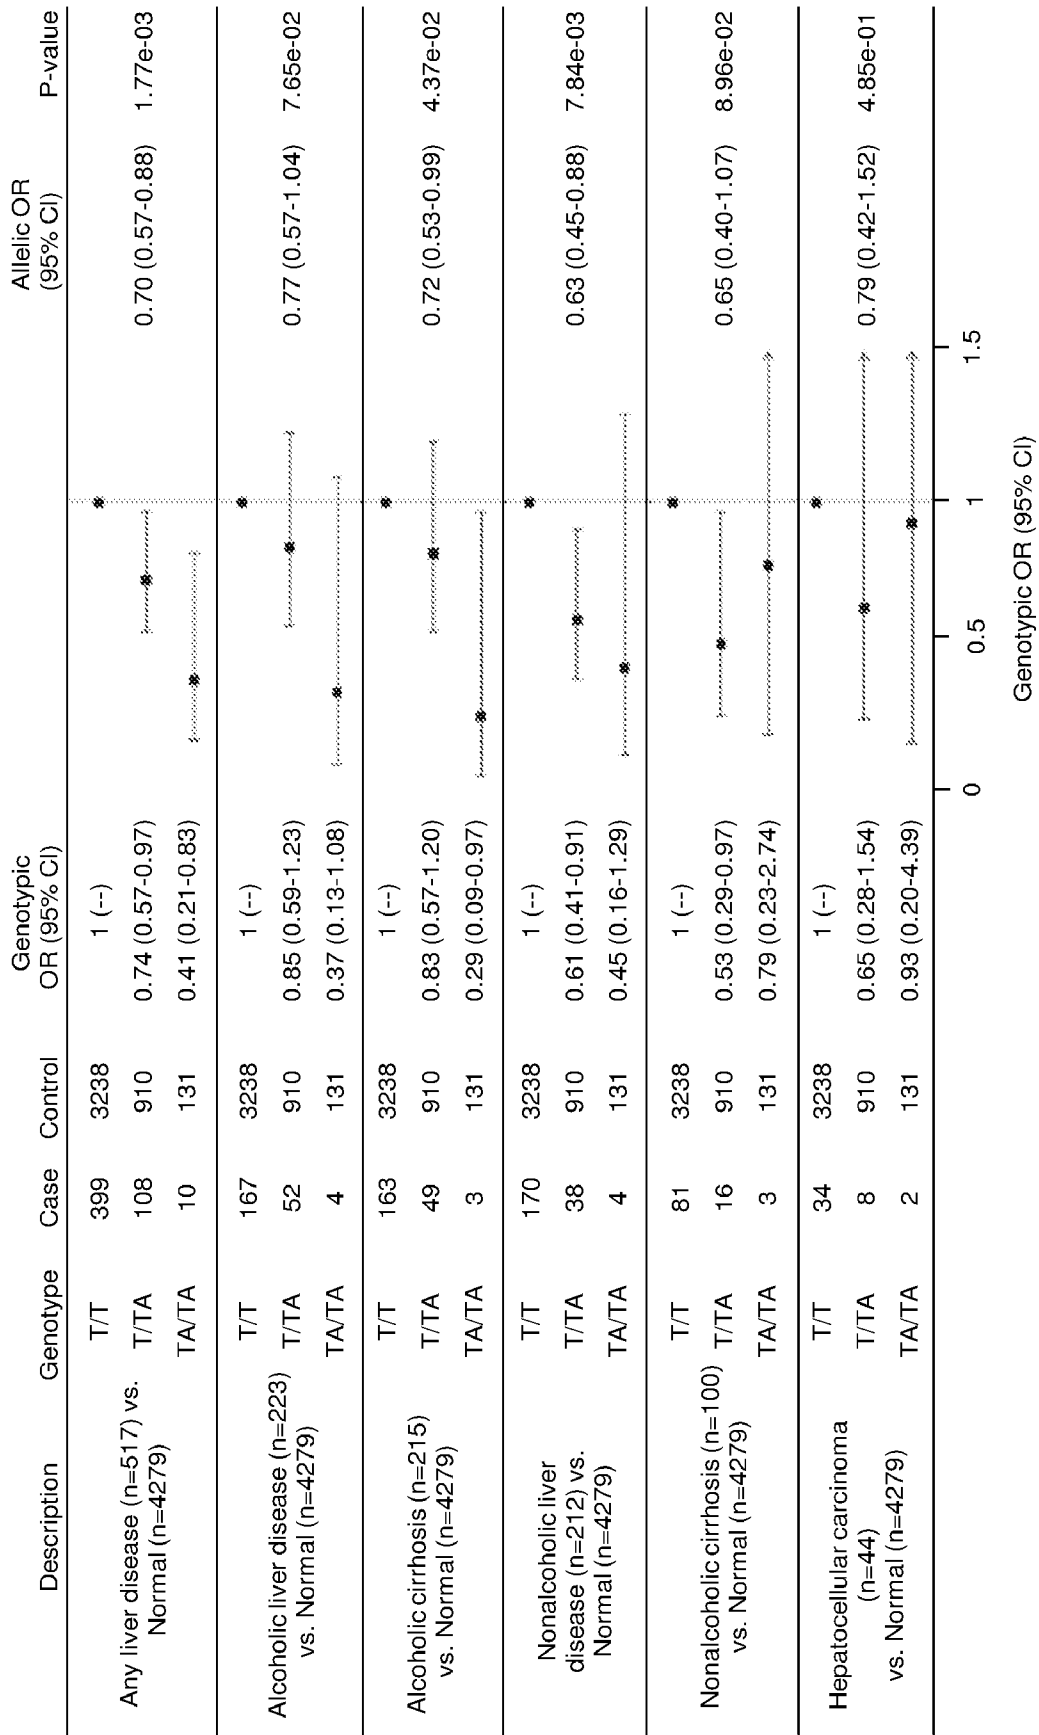 Description Genotype Case Control Genotypic OR (95% CI) Allelic OR (95% CI) P-value
Any liver disease (n=517) vs.
Normal (n=4279)
T/T 399 3238 1 (--)
T/TA 108 910 0.74 (0.57-0.97) 0.70 (0.57-0.88) 1.77e-03
TA/TA 10 131 0.41 (0.21-0.83)
Alcoholic liver disease (n=223)
vs. Normal (n=4279)
T/T 167 3238 1 (--)
T/TA 52 910 0.85 (0.59-1.23) 0.77 (0.57-1.04) 7.65e-02
TA/TA 4 131 0.37 (0.13-1.08)
Alcoholic cirrhosis (n=215)
vs. Normal (n=4279)
T/T 163 3238 1 (--)
T/TA 49 910 0.83 (0.57-1.20) 0.72 (0.53-0.99) 4.37e-02
TA/TA 3 131 0.29 (0.09-0.97)
Nonalcoholic liver
disease (n=212) vs.
Normal (n=4279)
T/T 170 3238 1 (--)
T/TA 38 910 0.61 (0.41-0.91) 0.63 (0.45-0.88) 7.84e-03
TA/TA 4 131 0.45 (0.16-1.29)
Nonalcoholic cirrhosis (n=100)
vs. Normal (n=4279)
T/T 81 3238 1 (--)
T/TA 16 910 0.53 (0.29-0.97) 0.65 (0.40-1.07) 8.96e-02
TA/TA 3 131 0.79 (0.23-2.74)
Hepatocellular carcinoma
(n=44)
vs. Normal (n=4279)
T/T 34 3238 1 (--)
T/TA 8 910 0.65 (0.28-1.54) 0.79 (0.42-1.52) 4.85e-01
TA/TA 2 131 0.93 (0.20-4.39)
0 0.5 1 1.5
Genotypic OR (95% CI)